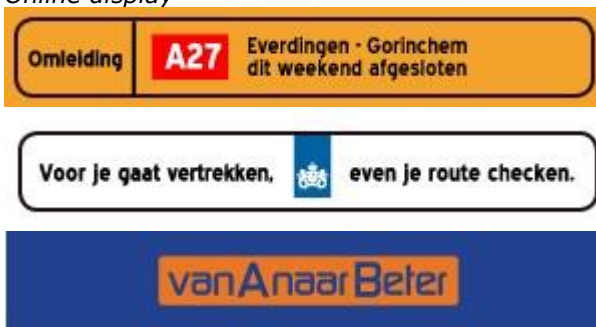 Online display
Omleiding A27 Everdingen - Gorinchem
dit weekend afgesloten
Voor je gaat vertrekken, even je route checken.
vanAnaarBeter